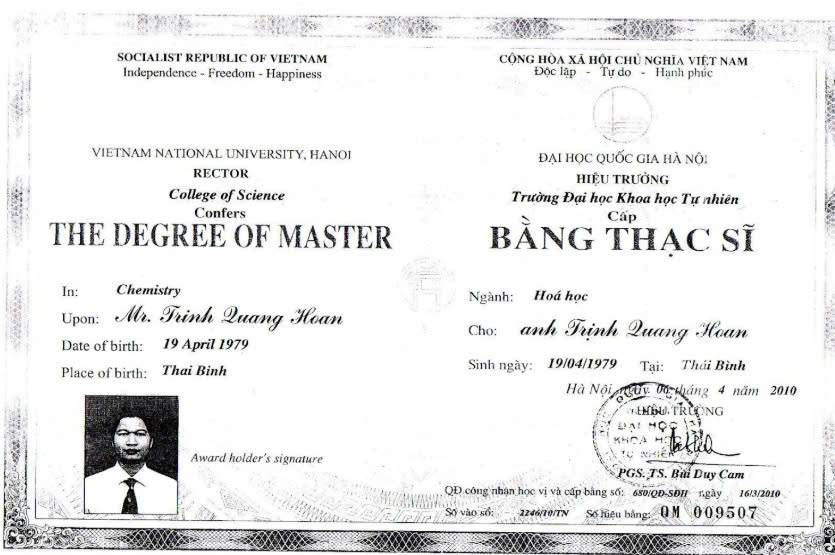 SOCIALIST REPUBLIC OF VIETNAM
Independence - Freedom - Happiness
VIETNAM NATIONAL UNIVERSITY, HANOI
RECTOR
College of Science
Confers
THE DEGREE OF MASTER
In: Chemistry
Upon: Mr. Trinh Quang Hoan
Date of birth: 19 April 1979
Place of birth: Thai Binh
Award holder's signature
CỘNG HÒA XÃ HỘI CHỦ NGHĨA VIỆT NAM
Độc lập - Tự do - Hạnh phúc
ĐẠI HỌC QUỐC GIA HÀ NỘI
HIỆU TRƯỞNG
Trường Đại học Khoa học Tự nhiên
Cấp
BẰNG THẠC SĨ
Ngành: Hoá học
Cho: anh Trịnh Quang Hoan
Sinh ngày: 19/04/1979 Tại: Thái Bình
Hà Nội, ngày 06 tháng 4 năm 2010
HIỆU TRƯỞNG
ĐẠI HỌC
KHOA HỌC
TỰ NHIÊN
PGS. TS. Bùi Duy Cam
QĐ công nhận học vị và cấp bằng số: 680/QĐ-SĐH ngày 16/3/2010
Số vào sổ: 2246/10/TN Số hiệu bằng: QM 009507